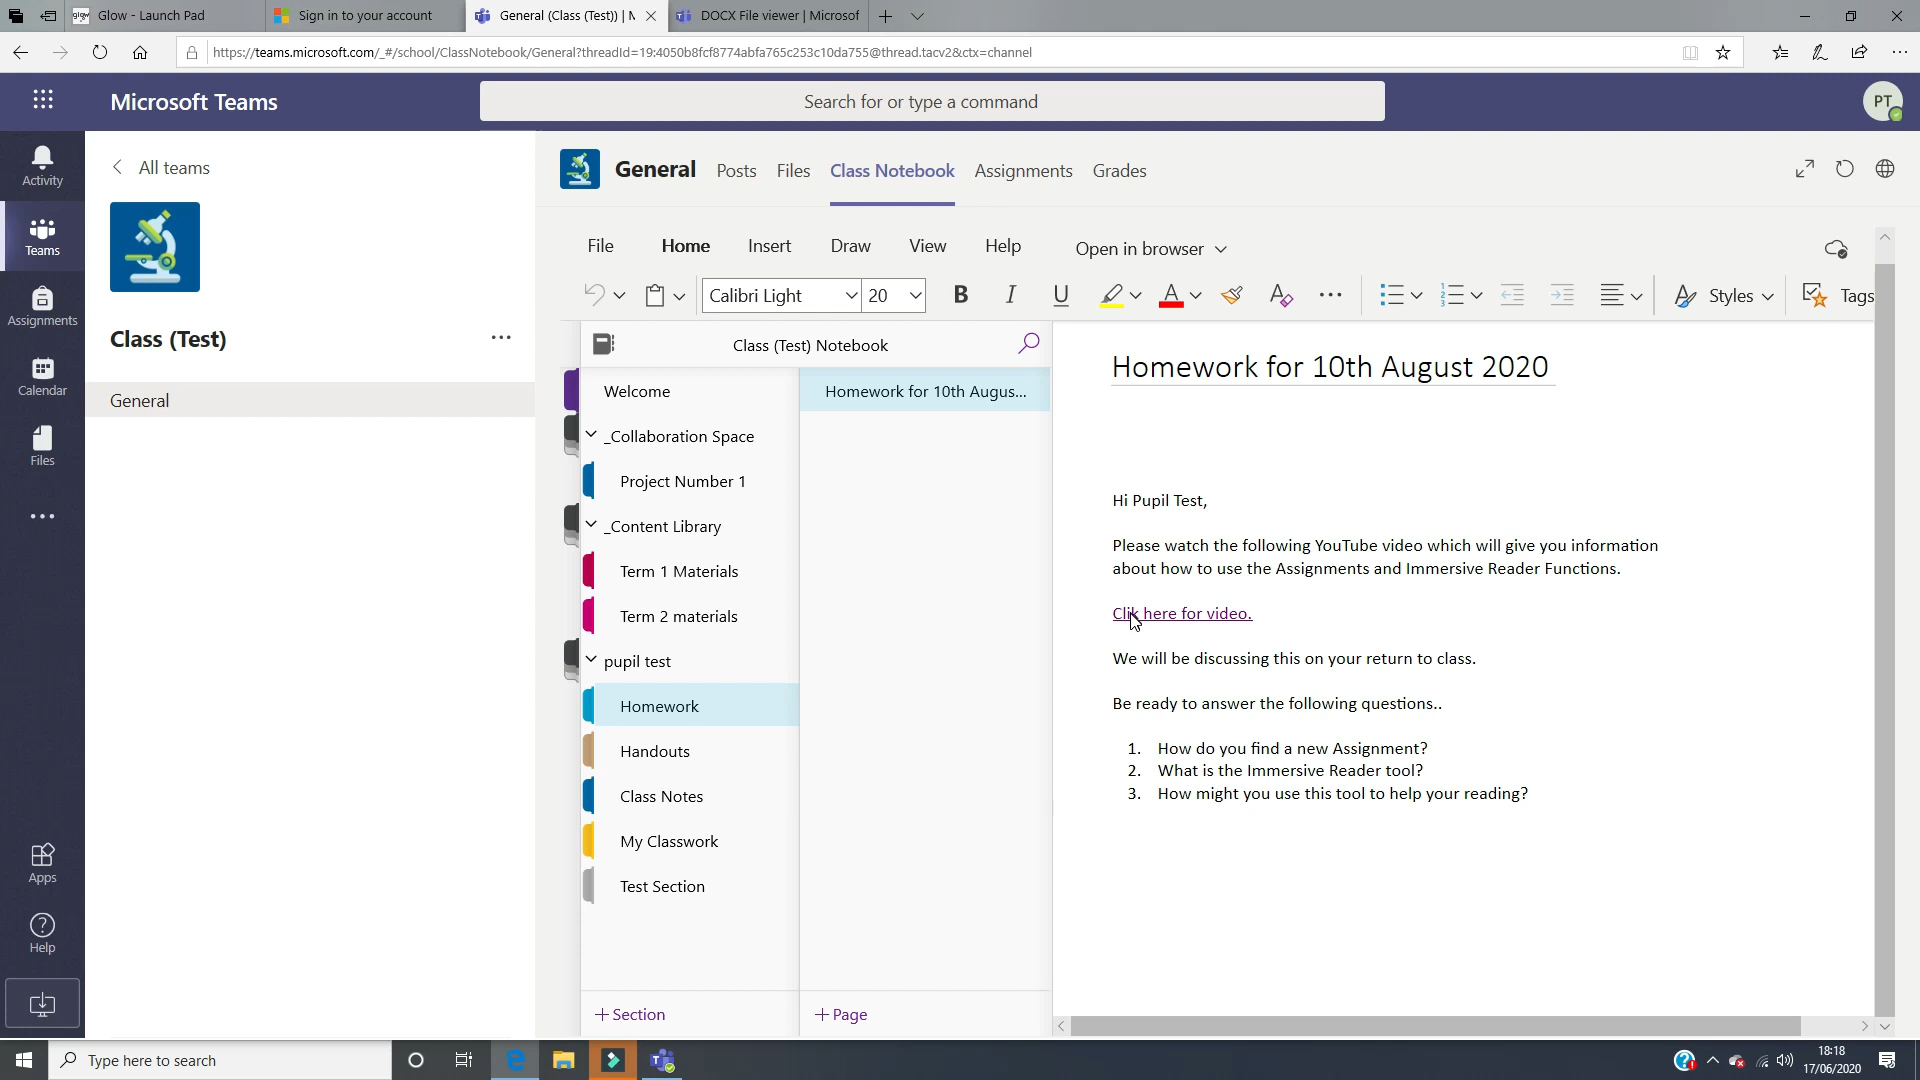 Glow - Launch Pad
Sign in to your account
General (Class (Test)) | M
DOCX File viewer | Microsof
https://teams.microsoft.com/_#/school/ClassNotebook/General?threadId=19:4050b8fcf8774abfa765c253c10da755@thread.tacv2&ctx=channel
Microsoft Teams
Search for or type a command
PT
Activity
Teams
Assignments
Calendar
Files
Apps
Help
All teams
Class (Test)
General
General Posts Files Class Notebook Assignments Grades
File Home Insert Draw View Help Open in browser
Calibri Light 20 B I U A Styles Tags
Class (Test) Notebook
Welcome
_Collaboration Space
Project Number 1
_Content Library
Term 1 Materials
Term 2 materials
pupil test
Homework
Handouts
Class Notes
My Classwork
Test Section
+ Section
Homework for 10th Augus...
+ Page
Homework for 10th August 2020
Hi Pupil Test,
Please watch the following YouTube video which will give you information
about how to use the Assignments and Immersive Reader Functions.
Clik here for video.
We will be discussing this on your return to class.
Be ready to answer the following questions..
1. How do you find a new Assignment?
2. What is the Immersive Reader tool?
3. How might you use this tool to help your reading?
Type here to search
18:18
17/06/2020